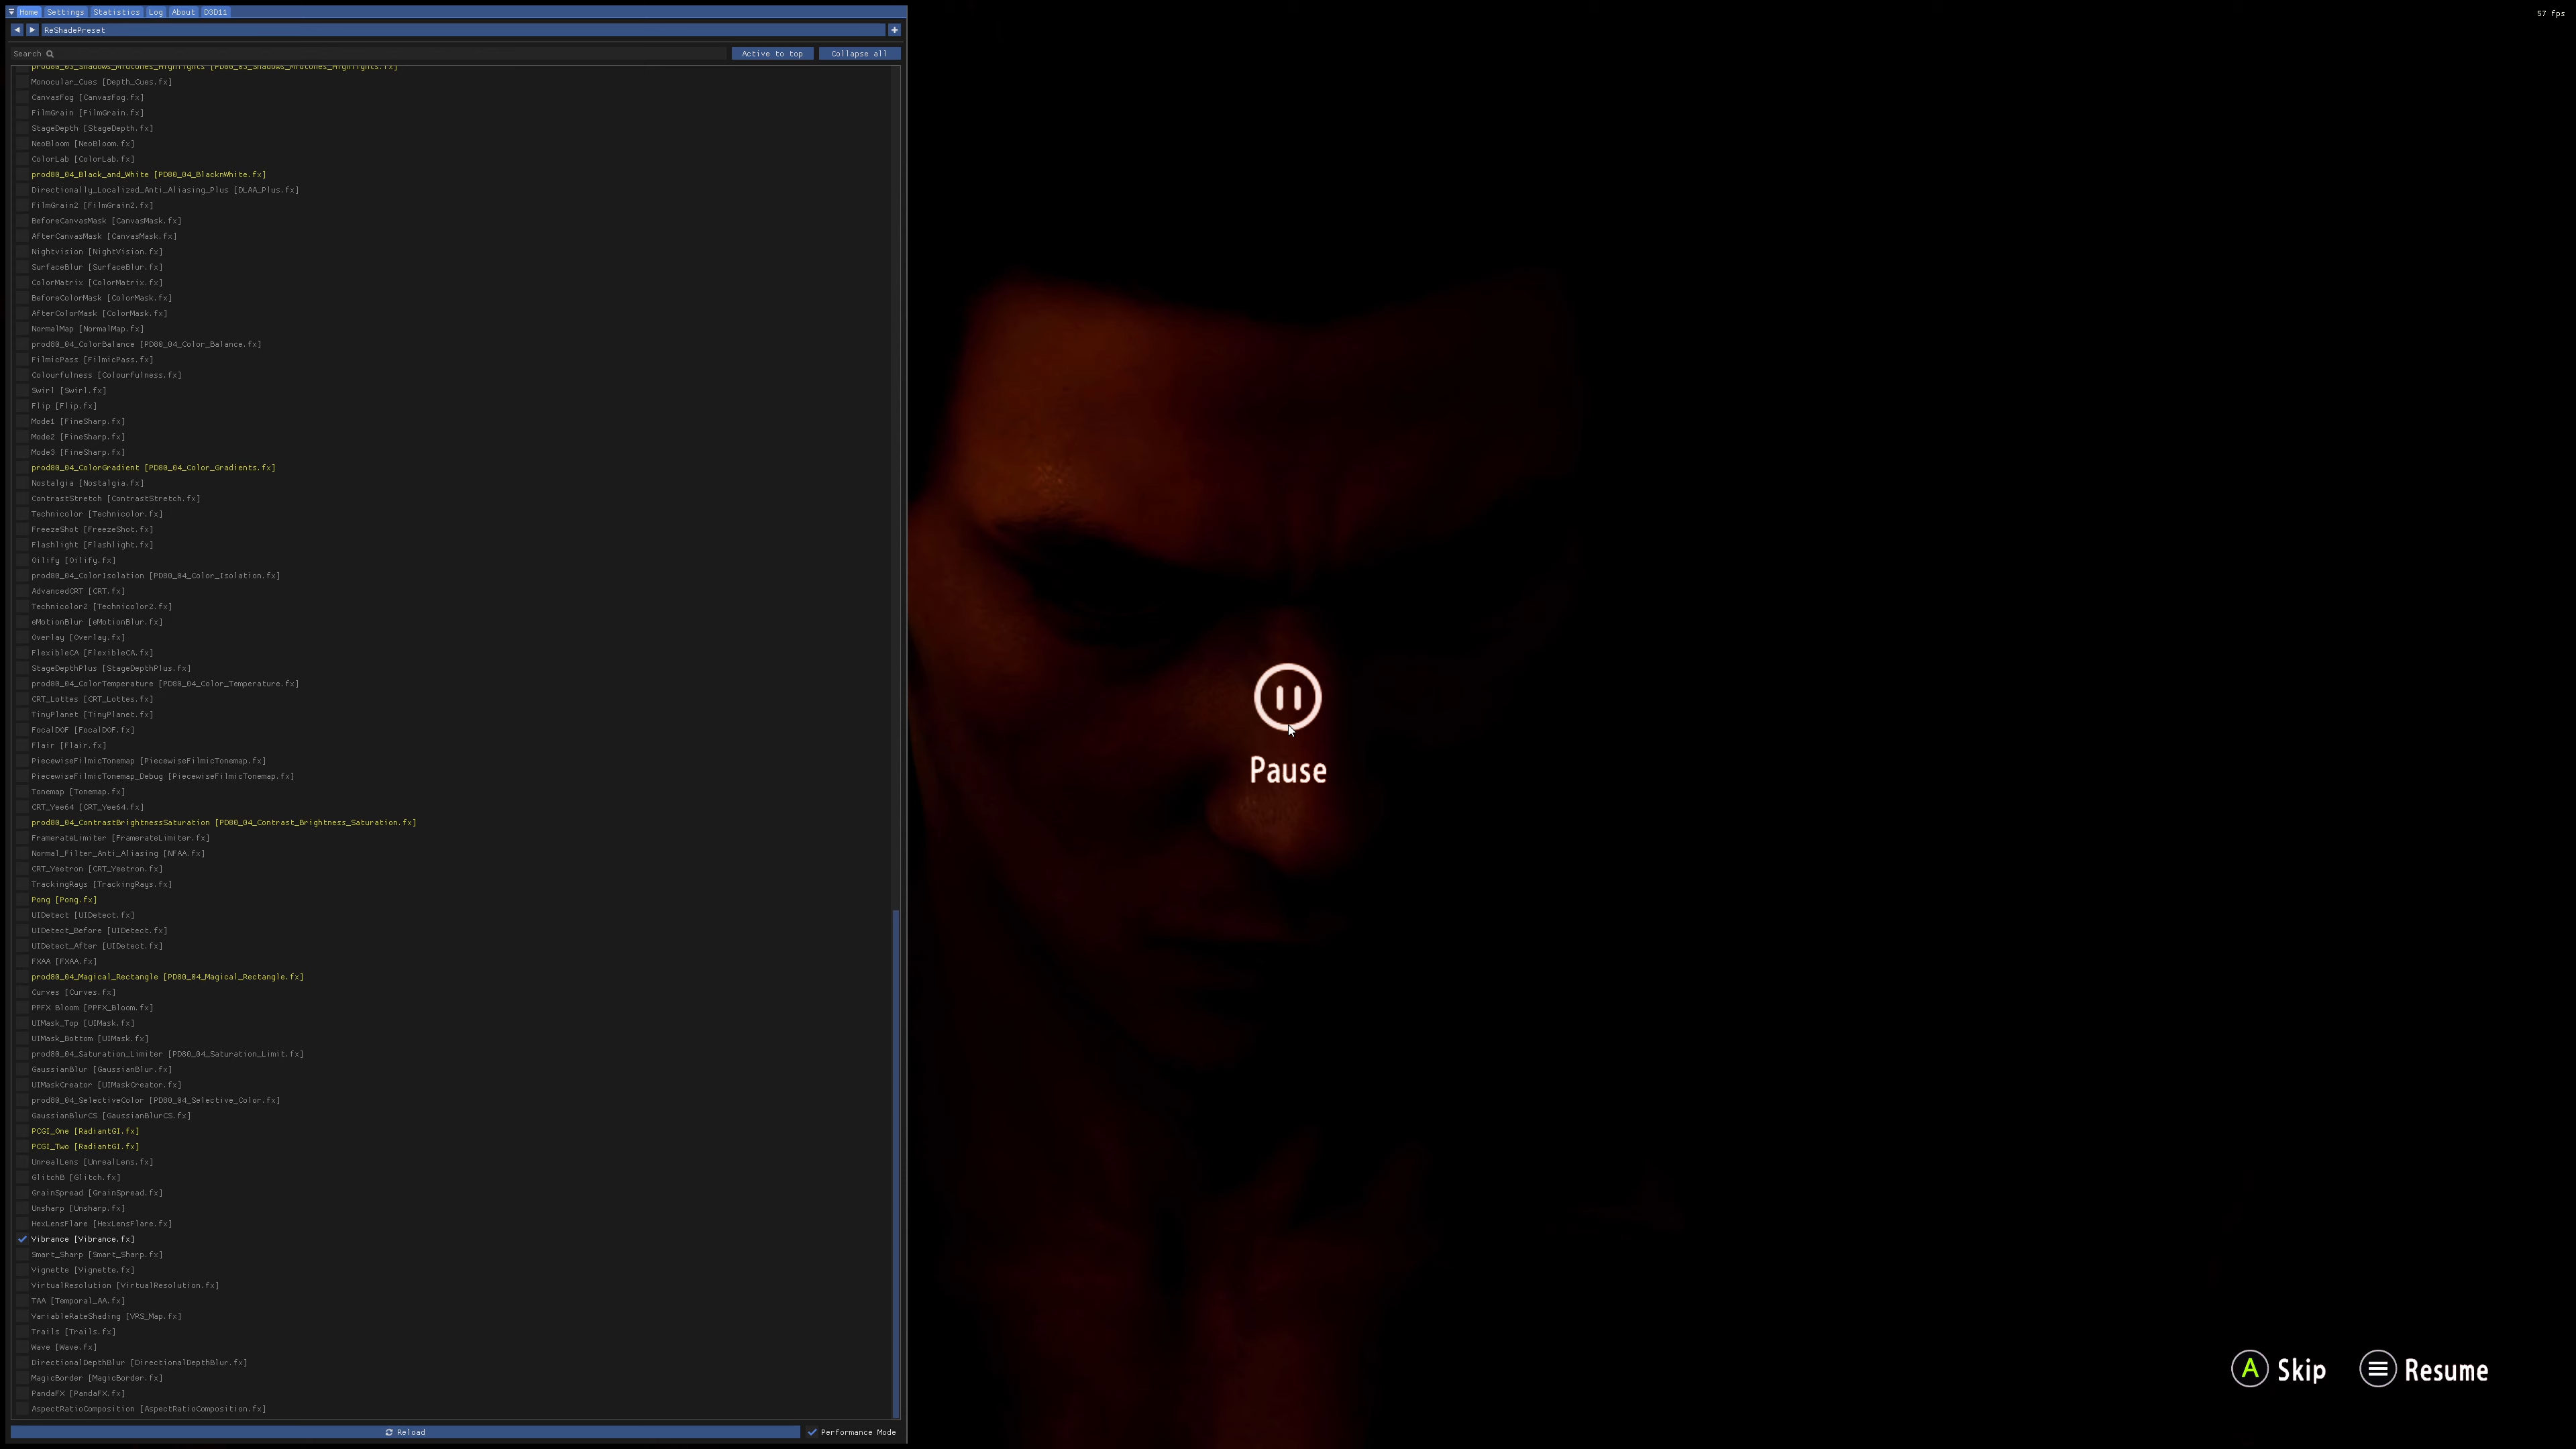 Home Settings Statistics Log About D3D11
57 fps
ReShadePreset
Search
Active to top Collapse all
prod80_03_Shadows_Midtones_Highlights [PD80_03_Shadows_Midtones_Highlights.fx]
Monocular_Cues [Depth_Cues.fx]
CanvasFog [CanvasFog.fx]
FilmGrain [FilmGrain.fx]
StageDepth [StageDepth.fx]
NeoBloom [NeoBloom.fx]
ColorLab [ColorLab.fx]
prod80_04_Black_and_White [PD80_04_BlacknWhite.fx]
Directionally_Localized_Anti_Aliasing_Plus [DLAA_Plus.fx]
FilmGrain2 [FilmGrain2.fx]
BeforeCanvasMask [CanvasMask.fx]
AfterCanvasMask [CanvasMask.fx]
Nightvision [NightVision.fx]
SurfaceBlur [SurfaceBlur.fx]
ColorMatrix [ColorMatrix.fx]
BeforeColorMask [ColorMask.fx]
AfterColorMask [ColorMask.fx]
NormalMap [NormalMap.fx]
prod80_04_ColorBalance [PD80_04_Color_Balance.fx]
FilmicPass [FilmicPass.fx]
Colourfulness [Colourfulness.fx]
Swirl [Swirl.fx]
Flip [Flip.fx]
Mode1 [FineSharp.fx]
Mode2 [FineSharp.fx]
Mode3 [FineSharp.fx]
prod80_04_ColorGradient [PD80_04_Color_Gradients.fx]
Nostalgia [Nostalgia.fx]
ContrastStretch [ContrastStretch.fx]
Technicolor [Technicolor.fx]
FreezeShot [FreezeShot.fx]
Flashlight [Flashlight.fx]
Oilify [Oilify.fx]
prod80_04_ColorIsolation [PD80_04_Color_Isolation.fx]
AdvancedCRT [CRT.fx]
Technicolor2 [Technicolor2.fx]
eMotionBlur [eMotionBlur.fx]
Overlay [Overlay.fx]
FlexibleCA [FlexibleCA.fx]
StageDepthPlus [StageDepthPlus.fx]
prod80_04_ColorTemperature [PD80_04_Color_Temperature.fx]
CRT_Lottes [CRT_Lottes.fx]
TinyPlanet [TinyPlanet.fx]
FocalDOF [FocalDOF.fx]
Flair [Flair.fx]
PiecewiseFilmicTonemap [PiecewiseFilmicTonemap.fx]
PiecewiseFilmicTonemap_Debug [PiecewiseFilmicTonemap.fx]
Tonemap [Tonemap.fx]
CRT_Yee64 [CRT_Yee64.fx]
prod80_04_ContrastBrightnessSaturation [PD80_04_Contrast_Brightness_Saturation.fx]
FramerateLimiter [FramerateLimiter.fx]
Normal_Filter_Anti_Aliasing [NFAA.fx]
CRT_Yeetron [CRT_Yeetron.fx]
TrackingRays [TrackingRays.fx]
Pong [Pong.fx]
UIDetect [UIDetect.fx]
UIDetect_Before [UIDetect.fx]
UIDetect_After [UIDetect.fx]
FXAA [FXAA.fx]
prod80_04_Magical_Rectangle [PD80_04_Magical_Rectangle.fx]
Curves [Curves.fx]
PPFX Bloom [PPFX_Bloom.fx]
UIMask_Top [UIMask.fx]
UIMask_Bottom [UIMask.fx]
prod80_04_Saturation_Limiter [PD80_04_Saturation_Limit.fx]
GaussianBlur [GaussianBlur.fx]
UIMaskCreator [UIMaskCreator.fx]
prod80_04_SelectiveColor [PD80_04_Selective_Color.fx]
GaussianBlurCS [GaussianBlurCS.fx]
PCGI_One [RadiantGI.fx]
PCGI_Two [RadiantGI.fx]
UnrealLens [UnrealLens.fx]
GlitchB [Glitch.fx]
GrainSpread [GrainSpread.fx]
Unsharp [Unsharp.fx]
HexLensFlare [HexLensFlare.fx]
Vibrance [Vibrance.fx]
Smart_Sharp [Smart_Sharp.fx]
Vignette [Vignette.fx]
VirtualResolution [VirtualResolution.fx]
TAA [Temporal_AA.fx]
VariableRateShading [VRS_Map.fx]
Trails [Trails.fx]
Wave [Wave.fx]
DirectionalDepthBlur [DirectionalDepthBlur.fx]
MagicBorder [MagicBorder.fx]
PandaFX [PandaFX.fx]
AspectRatioComposition [AspectRatioComposition.fx]
Reload Performance Mode
Pause
A Skip Resume